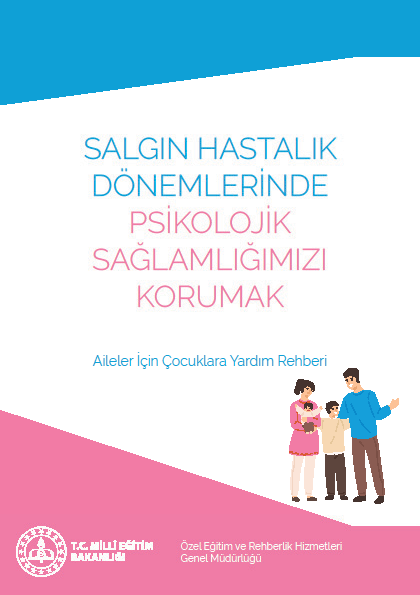 SALGIN HASTALIK
DÖNEMLERİNDE
PSİKOLOJİK
SAĞLAMLIĞIMIZI
KORUMAK
Aileler İçin Çocuklara Yardım Rehberi
T.C. MİLLİ EĞİTİM
BAKANLIĞI
Özel Eğitim ve Rehberlik Hizmetleri
Genel Müdürlüğü